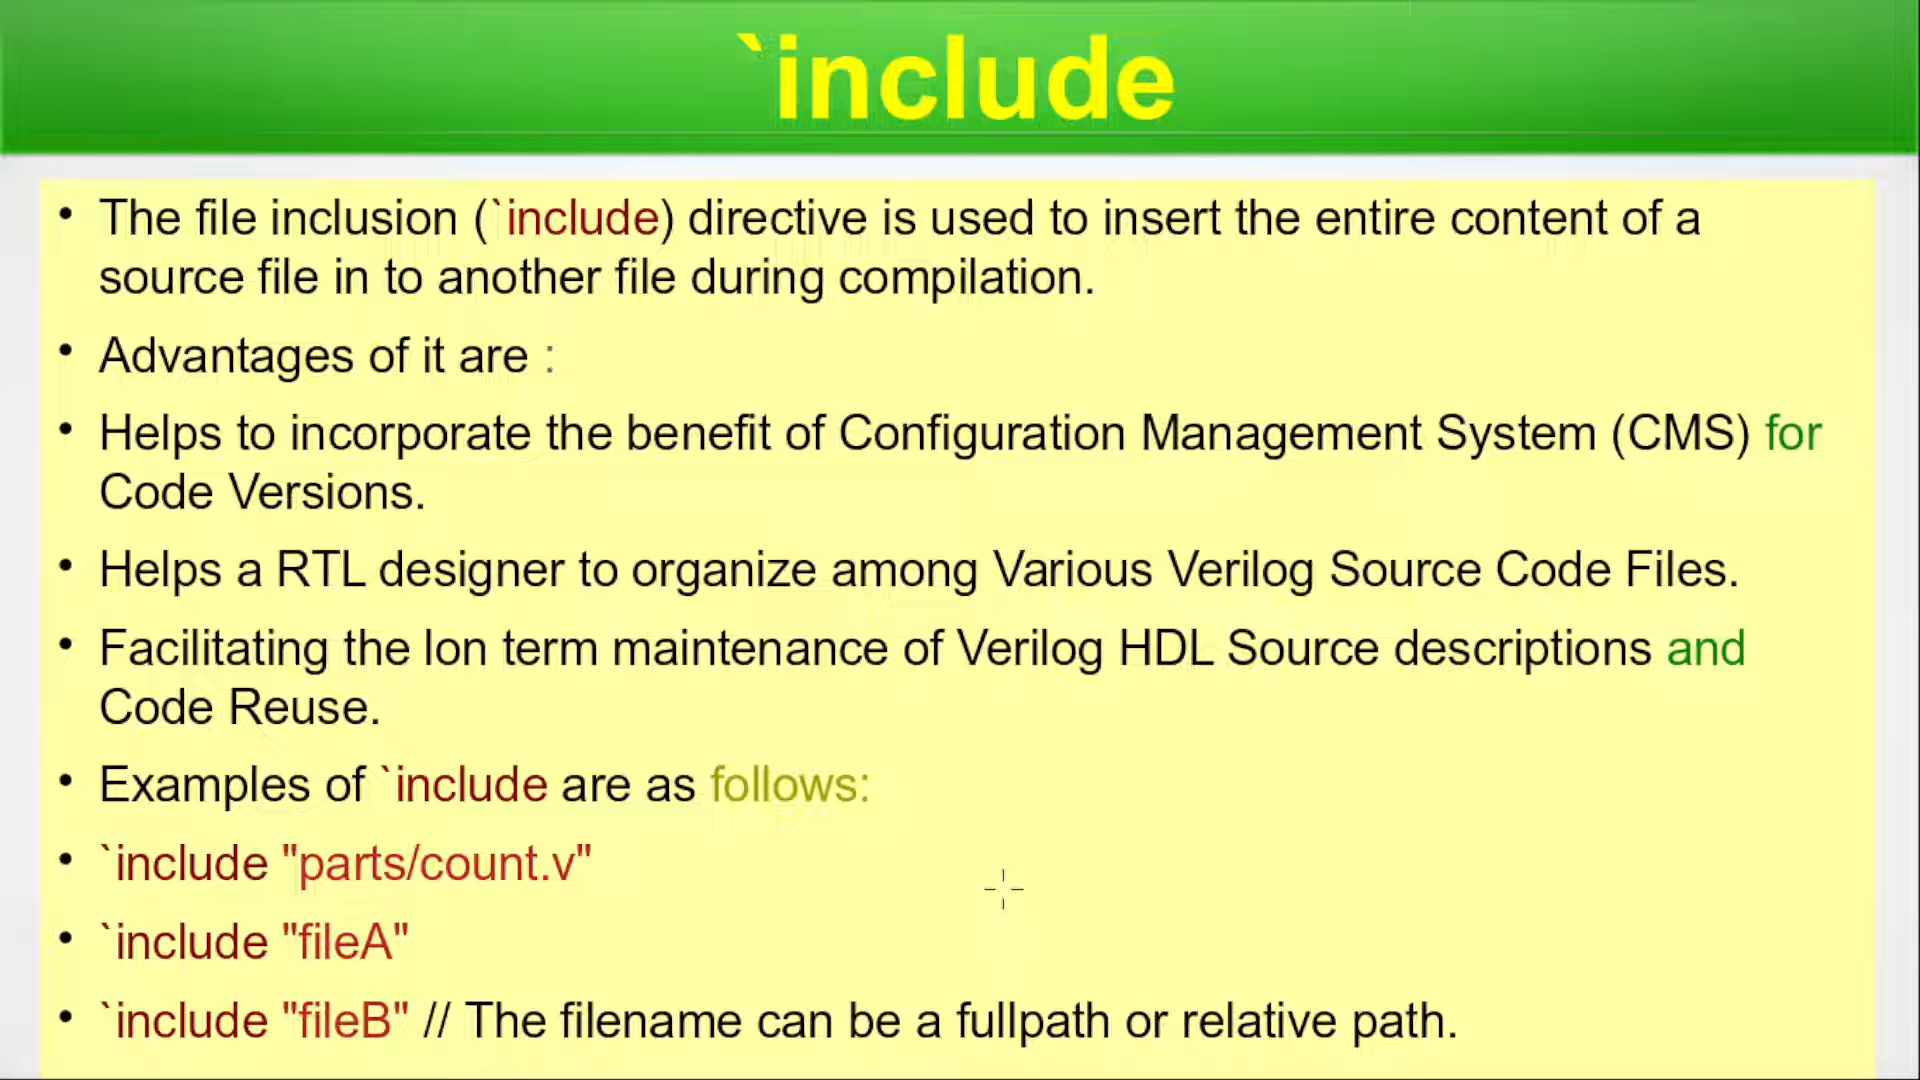 `include
• The file inclusion (`include) directive is used to insert the entire content of a
source file in to another file during compilation.
• Advantages of it are :
• Helps to incorporate the benefit of Configuration Management System (CMS) for
Code Versions.
• Helps a RTL designer to organize among Various Verilog Source Code Files.
• Facilitating the lon term maintenance of Verilog HDL Source descriptions and
Code Reuse.
• Examples of `include are as follows:
• `include "parts/count.v"
• `include "fileA"
• `include "fileB" // The filename can be a fullpath or relative path.